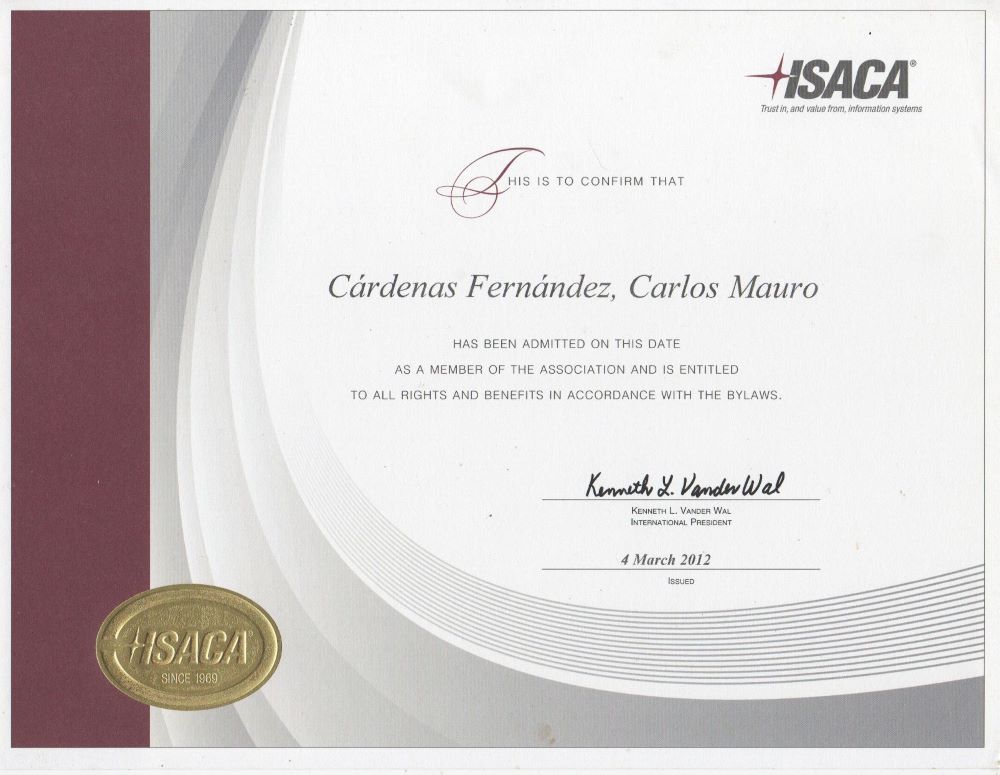 ISACA®
Trust in, and value from, information systems
THIS IS TO CONFIRM THAT
Cárdenas Fernández, Carlos Mauro
HAS BEEN ADMITTED ON THIS DATE
AS A MEMBER OF THE ASSOCIATION AND IS ENTITLED
TO ALL RIGHTS AND BENEFITS IN ACCORDANCE WITH THE BYLAWS.
Kenneth L. Vander Wal
KENNETH L. VANDER WAL
INTERNATIONAL PRESIDENT
4 March 2012
ISSUED
ISACA®
SINCE 1969